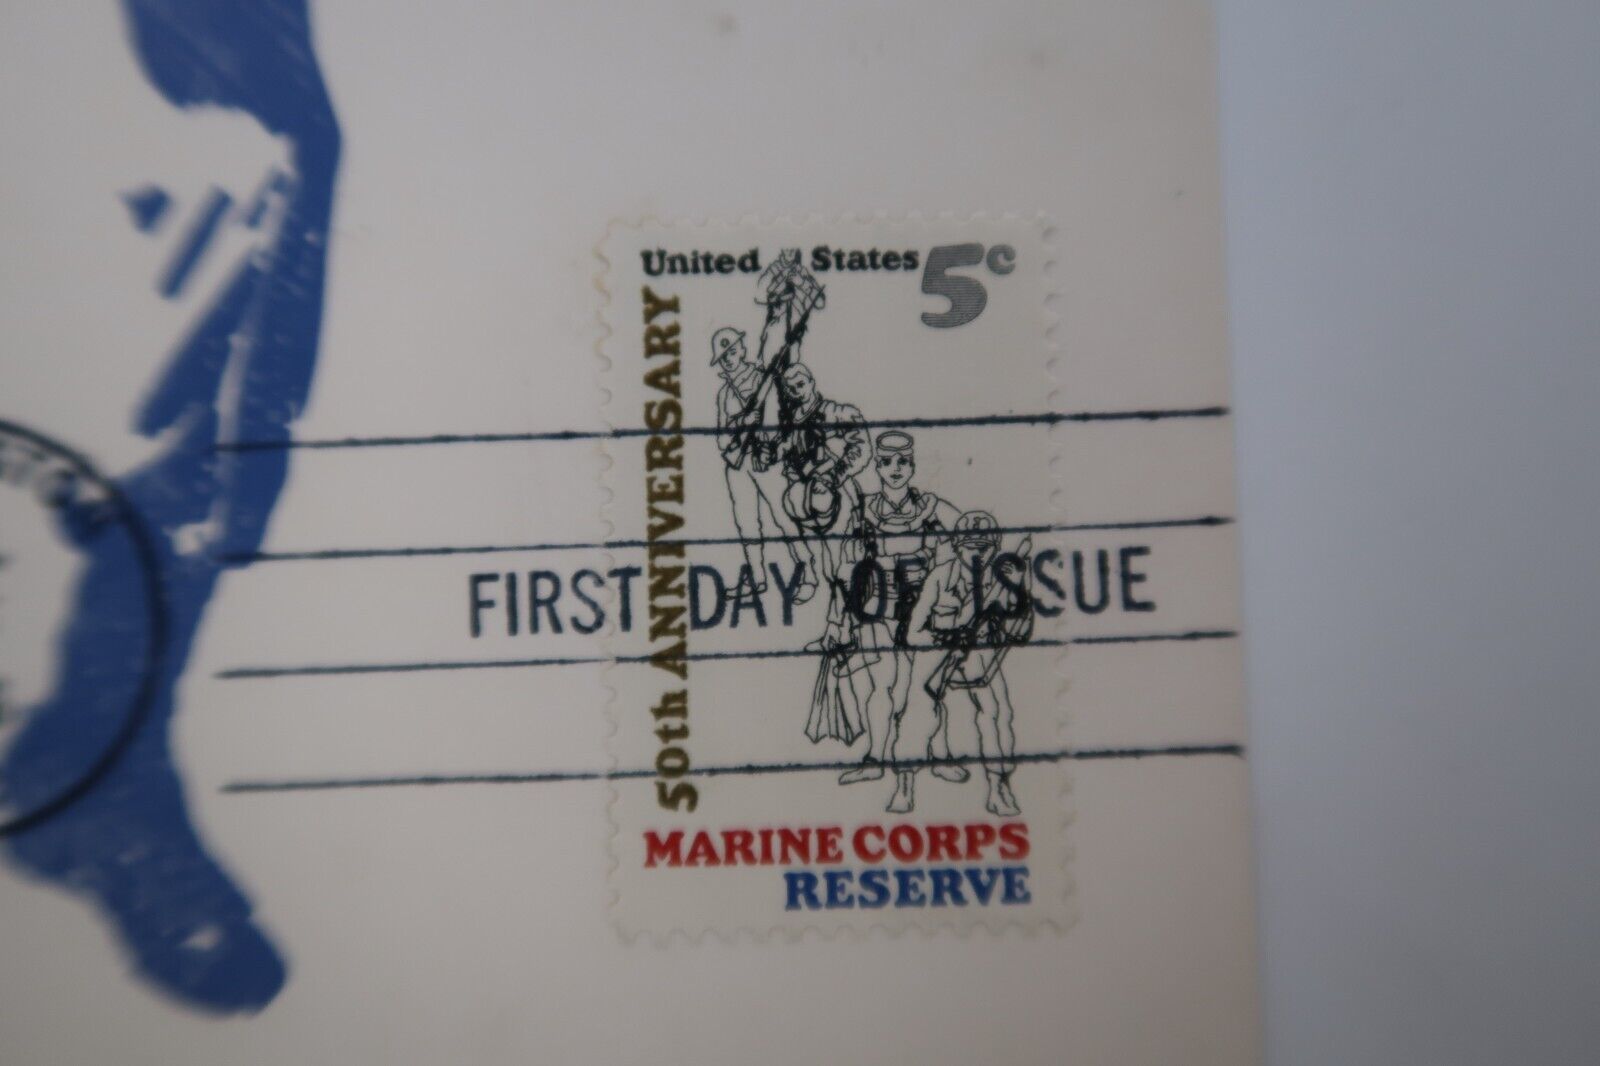 United States 5c
50th ANNIVERSARY
FIRST DAY OF ISSUE
MARINE CORPS
RESERVE